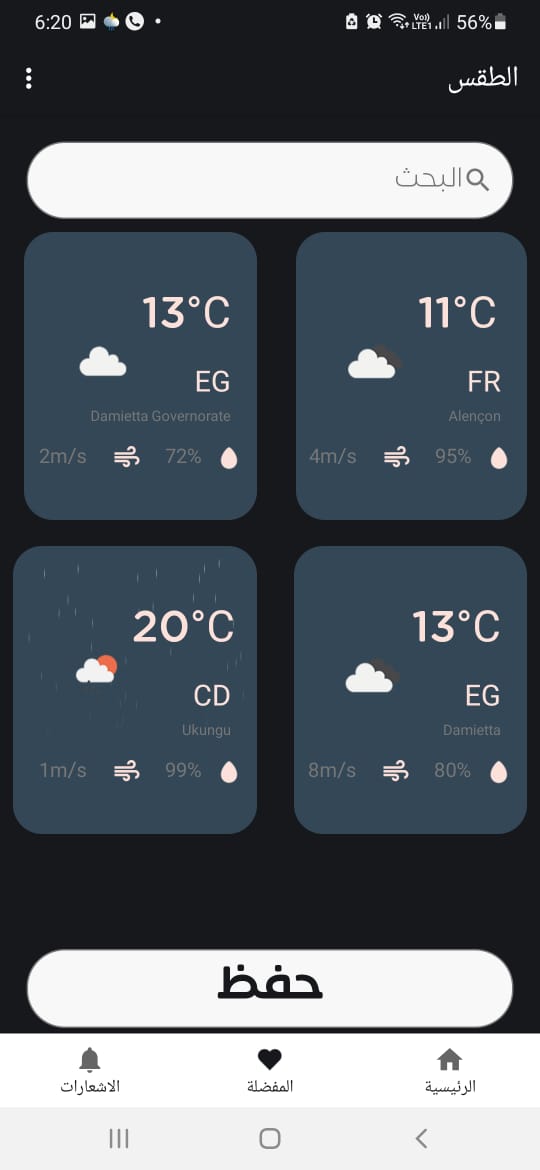 6:20 Vo)) LTE1 56%
الطقس
البحث
11°C
FR
Alençon
4m/s 95%
13°C
EG
Damietta Governorate
2m/s 72%
13°C
EG
Damietta
8m/s 80%
20°C
CD
Ukungu
1m/s 99%
حفظ
الرئيسية
المفضلة
الاشعارات